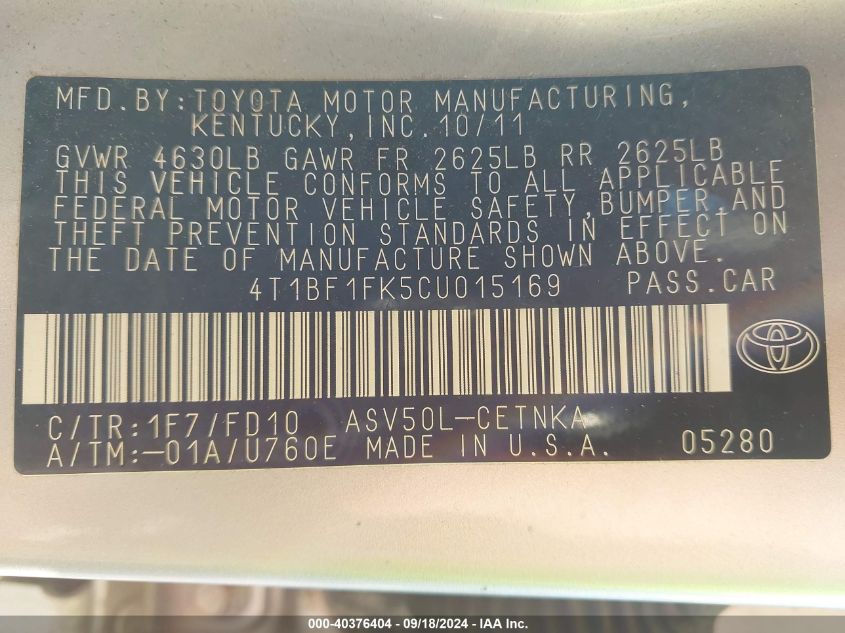 MFD.BY:TOYOTA MOTOR MANUFACTURING,
KENTUCKY,INC.10/11
GVWR 4630LB GAWR FR 2625LB RR 2625LB
THIS VEHICLE CONFORMS TO ALL APPLICABLE
FEDERAL MOTOR VEHICLE SAFETY,BUMPER,AND
THEFT PREVENTION STANDARDS IN EFFECT ON
THE DATE OF MANUFACTURE SHOWN ABOVE.
4T1BF1FK5CU015169 PASS.CAR
C/TR:1F7/FD10 ASV50L-CETNKA
A/TM:-01A/U760E MADE IN U.S.A. 05280
000-40376404 - 09/18/2024 - IAA Inc.